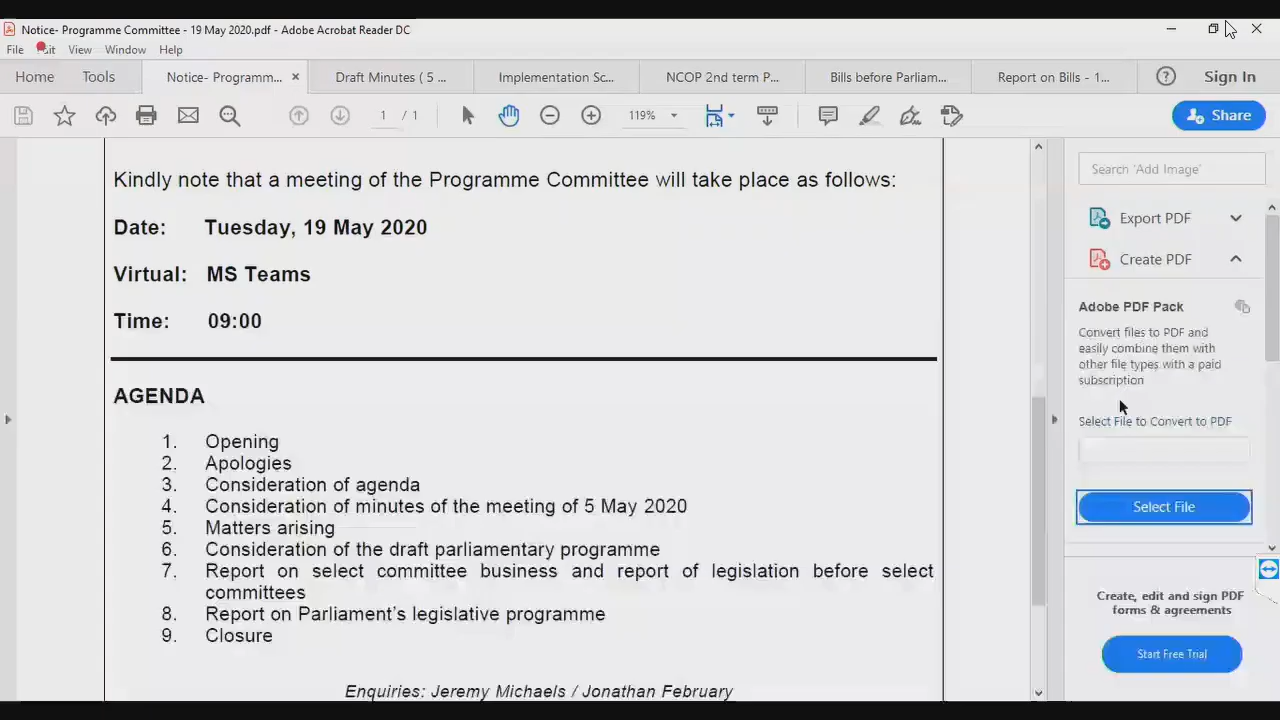 Notice- Programme Committee - 19 May 2020.pdf - Adobe Acrobat Reader DC
File Edit View Window Help
Home Tools Notice- Programm... × Draft Minutes ( 5 ... Implementation Sc... NCOP 2nd term P... Bills before Parliam... Report on Bills - 1... Sign In
1 / 1 119% Share
Kindly note that a meeting of the Programme Committee will take place as follows:
Date: Tuesday, 19 May 2020
Virtual: MS Teams
Time: 09:00
AGENDA
1. Opening
2. Apologies
3. Consideration of agenda
4. Consideration of minutes of the meeting of 5 May 2020
5. Matters arising
6. Consideration of the draft parliamentary programme
7. Report on select committee business and report of legislation before select
committees
8. Report on Parliament's legislative programme
9. Closure
Enquiries: Jeremy Michaels / Jonathan February
Search 'Add Image'
Export PDF
Create PDF
Adobe PDF Pack
Convert files to PDF and
easily combine them with
other file types with a paid
subscription
Select File to Convert to PDF
Select File
Create, edit and sign PDF
forms & agreements
Start Free Trial